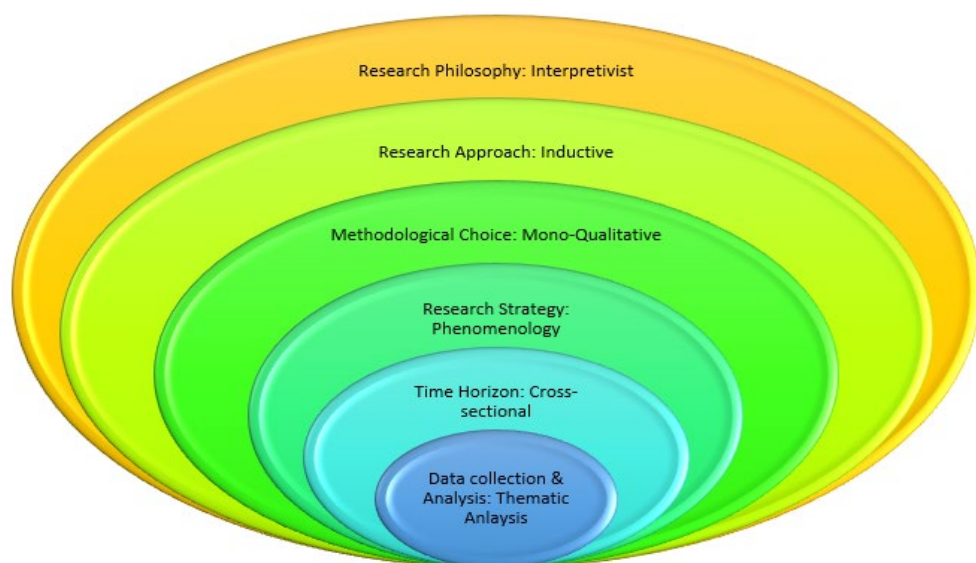 Research Philosophy: Interpretivist
Research Approach: Inductive
Methodological Choice: Mono-Qualitative
Research Strategy:
Phenomenology
Time Horizon: Cross-
sectional
Data collection &
Analysis: Thematic
Anlaysis